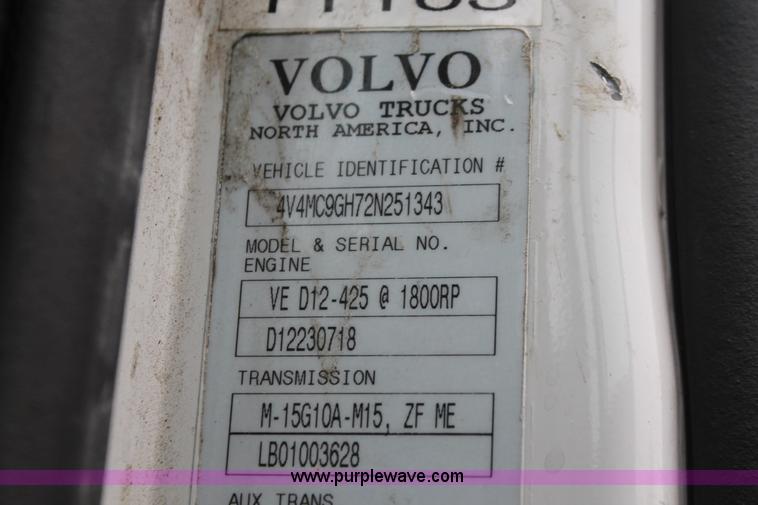 VOLVO
VOLVO TRUCKS
NORTH AMERICA, INC.
VEHICLE IDENTIFICATION #
4V4MC9GH72N251343
MODEL & SERIAL NO.
ENGINE
VE D12-425 @ 1800RP
D12230718
TRANSMISSION
M-15G10A-M15, ZF ME
LB01003628
www.purplewave.com
AUX TRANS